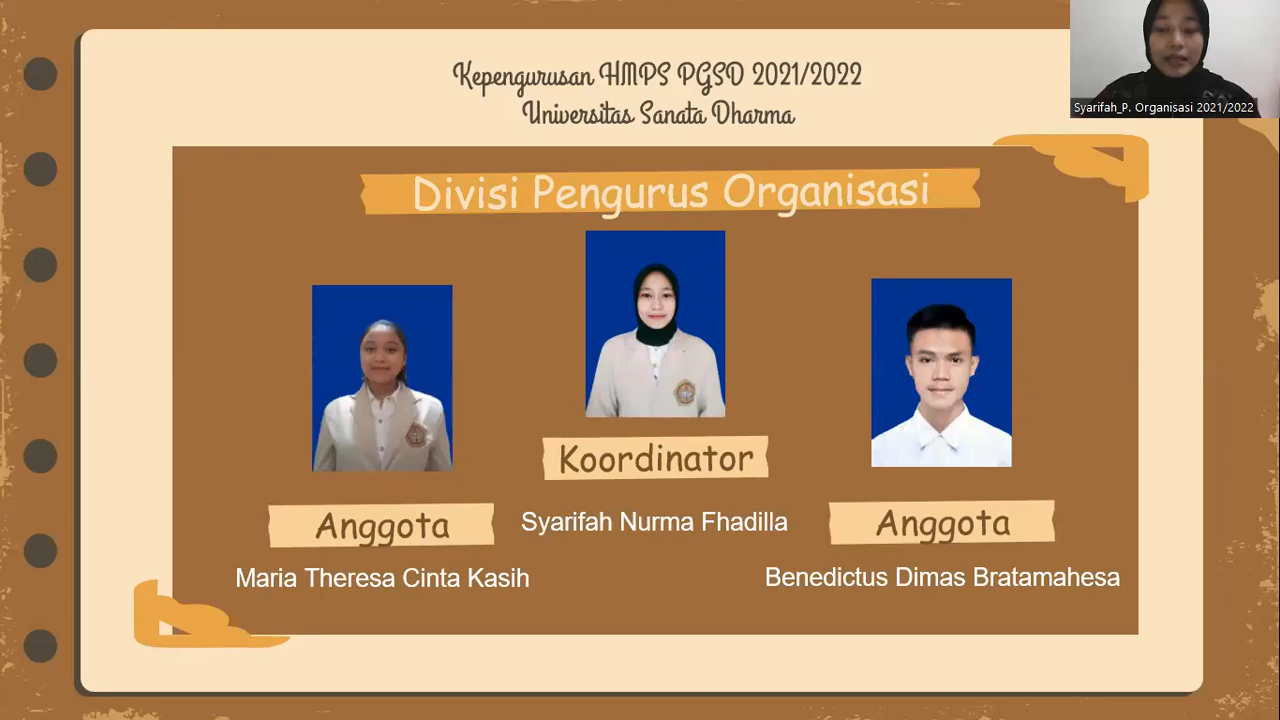 Kepengurusan HMPS PGSD 2021/2022
Universitas Sanata Dharma
Syarifah_P. Organisasi 2021/2022
Divisi Pengurus Organisasi
Koordinator
Syarifah Nurma Fhadilla
Anggota
Maria Theresa Cinta Kasih
Anggota
Benedictus Dimas Bratamahesa